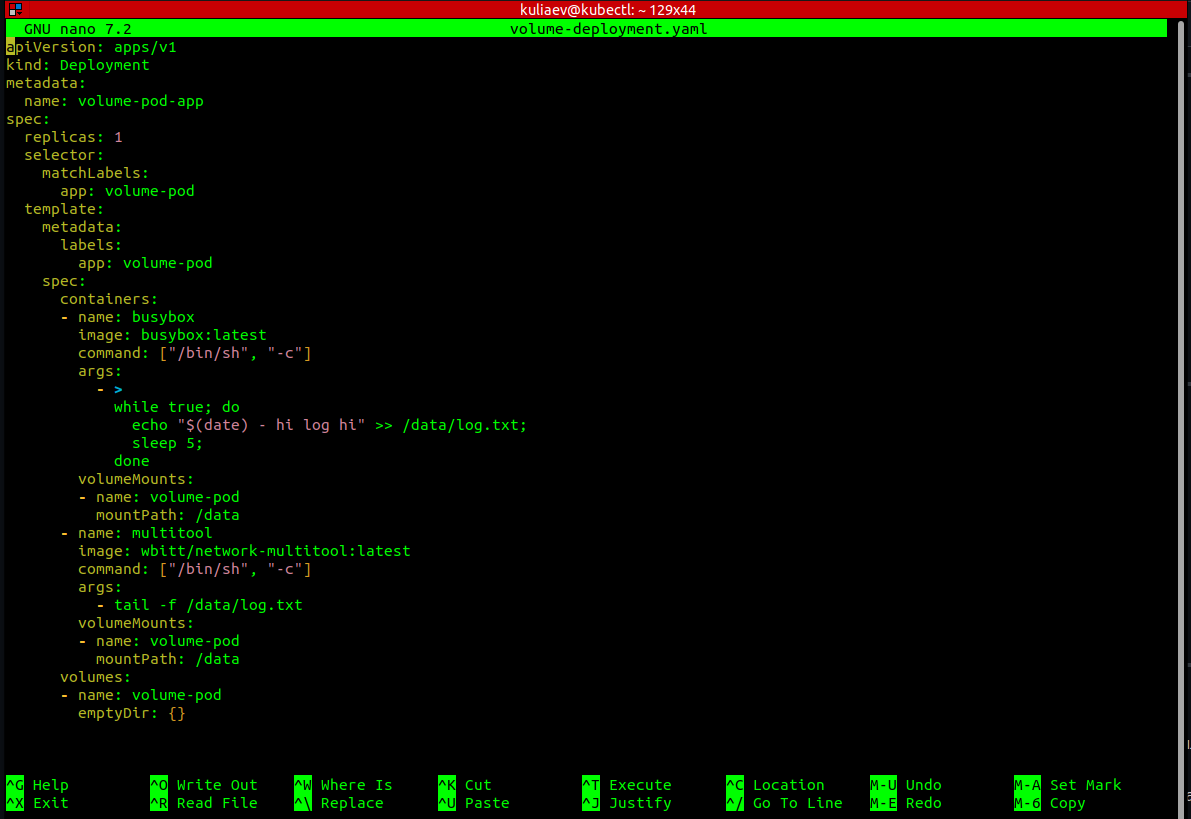 kuliaev@kubectl: ~ 129x44
GNU nano 7.2 volume-deployment.yaml
apiVersion: apps/v1
kind: Deployment
metadata:
  name: volume-pod-app
spec:
  replicas: 1
  selector:
    matchLabels:
      app: volume-pod
  template:
    metadata:
      labels:
        app: volume-pod
    spec:
      containers:
      - name: busybox
        image: busybox:latest
        command: ["/bin/sh", "-c"]
        args:
          - >
            while true; do
              echo "$(date) - hi log hi" >> /data/log.txt;
              sleep 5;
            done
        volumeMounts:
        - name: volume-pod
          mountPath: /data
      - name: multitool
        image: wbitt/network-multitool:latest
        command: ["/bin/sh", "-c"]
        args:
          - tail -f /data/log.txt
        volumeMounts:
        - name: volume-pod
          mountPath: /data
      volumes:
      - name: volume-pod
        emptyDir: {}
^G Help ^O Write Out ^W Where Is ^K Cut ^T Execute ^C Location M-U Undo M-A Set Mark
^X Exit ^R Read File ^\ Replace ^U Paste ^J Justify ^/ Go To Line M-E Redo M-6 Copy